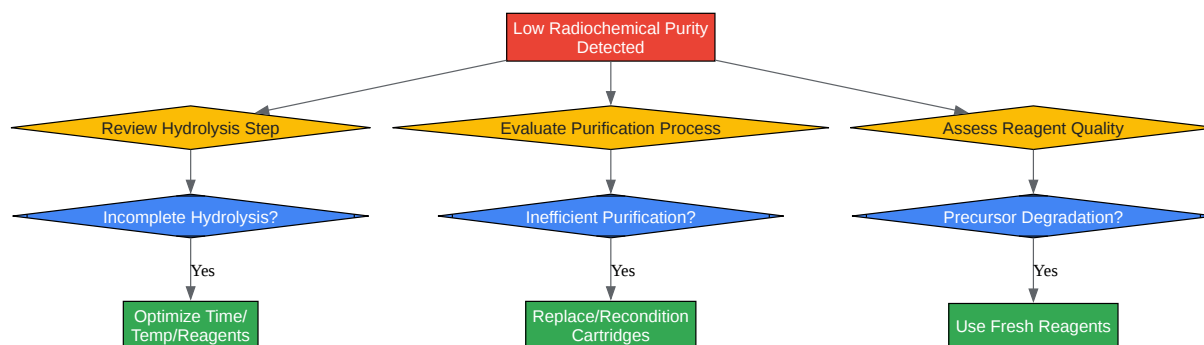 Low Radiochemical Purity
Detected
Review Hydrolysis Step
Evaluate Purification Process
Assess Reagent Quality
Incomplete Hydrolysis?
Inefficient Purification?
Precursor Degradation?
Yes
Yes
Yes
Optimize Time/
Temp/Reagents
Replace/Recondition
Cartridges
Use Fresh Reagents